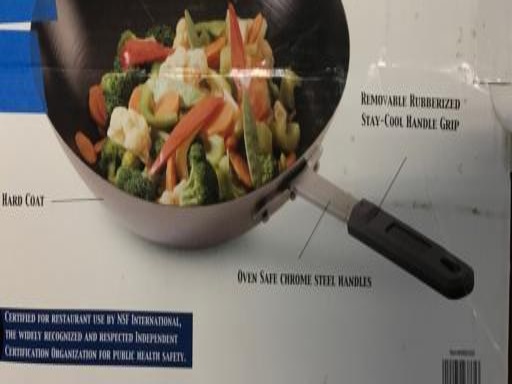 REMOVABLE RUBBERIZED
STAY-COOL HANDLE GRIP
HARD COAT
OVEN SAFE CHROME STEEL HANDLES
CERTIFIED FOR RESTAURANT USE BY NSF INTERNATIONAL,
THE WIDELY RECOGNIZED AND RESPECTED INDEPENDENT
CERTIFICATION ORGANIZATION FOR PUBLIC HEALTH SAFETY.